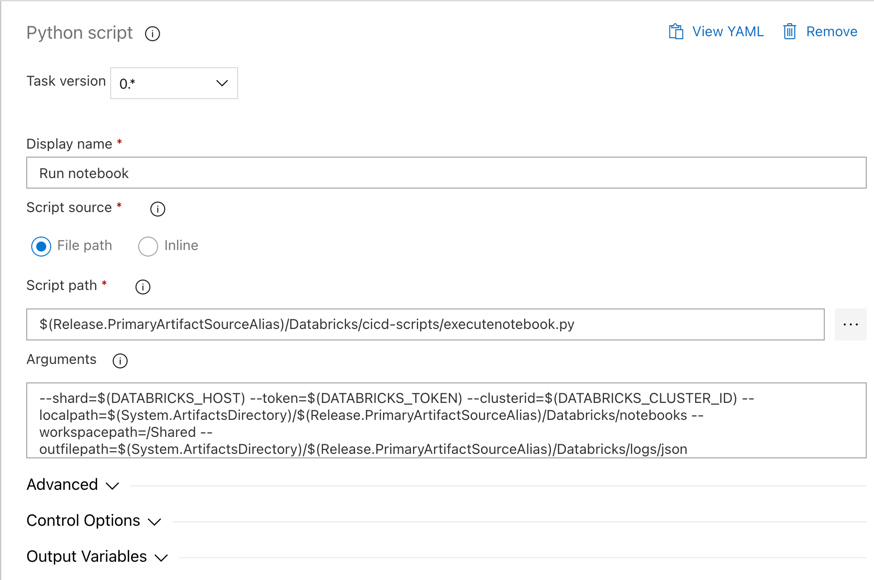 Python script
View YAML
Remove
Task version
0.*
Display name *
Run notebook
Script source *
File path
Inline
Script path *
$(Release.PrimaryArtifactSourceAlias)/Databricks/cicd-scripts/executenotebook.py
...
Arguments
--shard=$(DATABRICKS_HOST) --token=$(DATABRICKS_TOKEN) --clusterid=$(DATABRICKS_CLUSTER_ID) --
localpath=$(System.ArtifactsDirectory)/$(Release.PrimaryArtifactSourceAlias)/Databricks/notebooks --
workspacepath=/Shared --
outfilepath=$(System.ArtifactsDirectory)/$(Release.PrimaryArtifactSourceAlias)/Databricks/logs/json
Advanced
Control Options
Output Variables